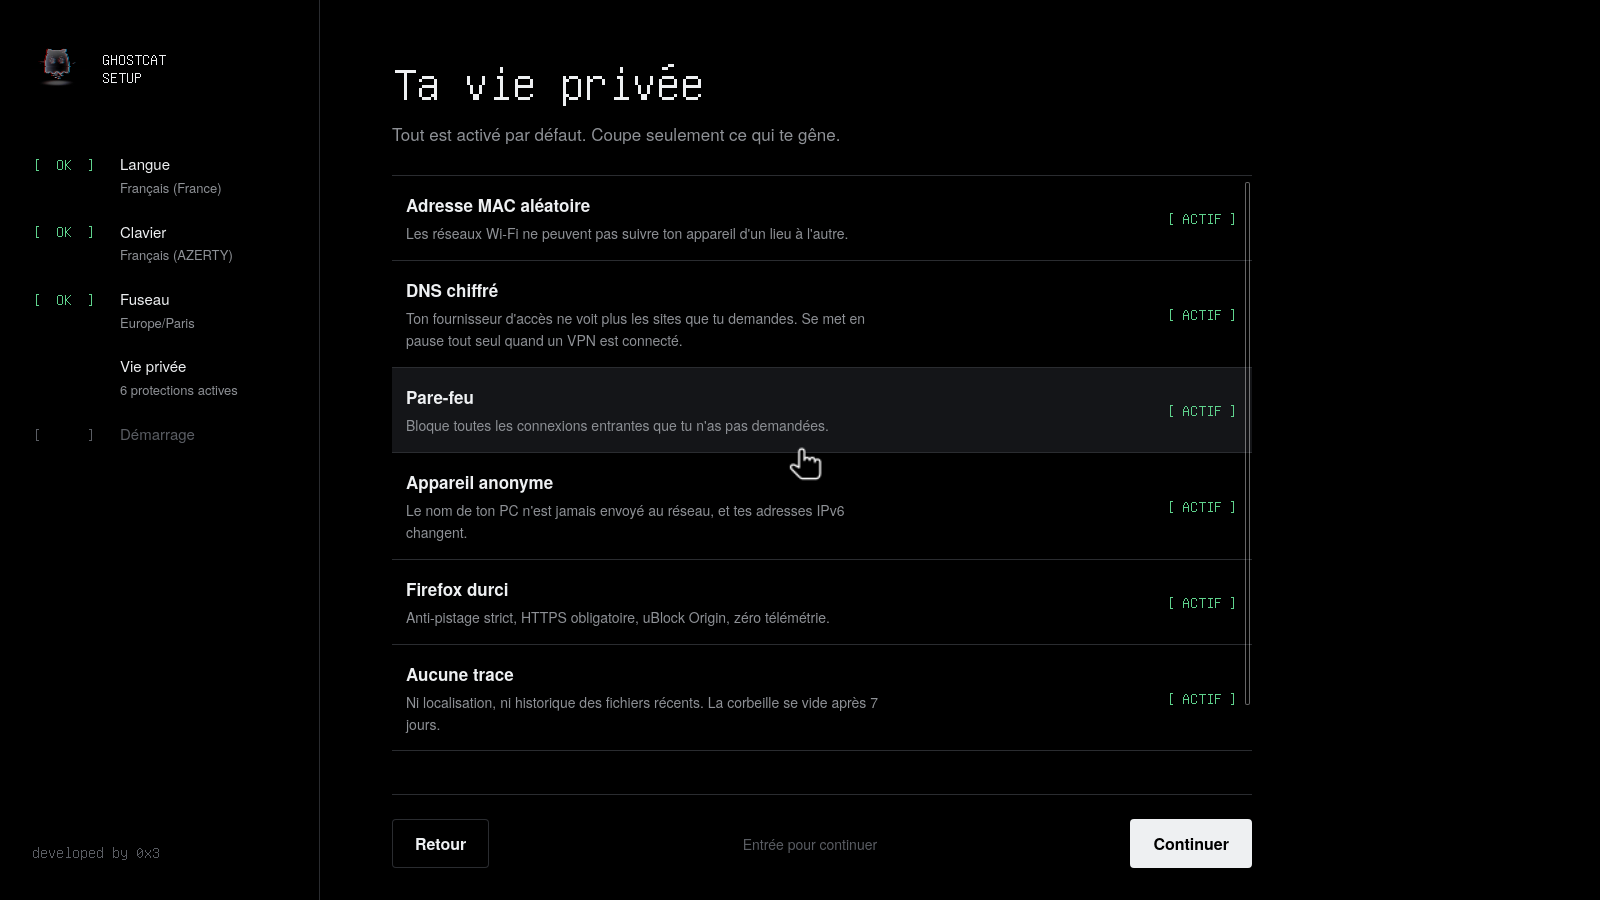 GHOSTCAT
SETUP
[ OK ] Langue
Français (France)
[ OK ] Clavier
Français (AZERTY)
[ OK ] Fuseau
Europe/Paris
Vie privée
6 protections actives
[ ] Démarrage
developed by 0x3
Ta vie privée
Tout est activé par défaut. Coupe seulement ce qui te gêne.
Adresse MAC aléatoire
Les réseaux Wi-Fi ne peuvent pas suivre ton appareil d'un lieu à l'autre.
[ ACTIF ]
DNS chiffré
Ton fournisseur d'accès ne voit plus les sites que tu demandes. Se met en
pause tout seul quand un VPN est connecté.
[ ACTIF ]
Pare-feu
Bloque toutes les connexions entrantes que tu n'as pas demandées.
[ ACTIF ]
Appareil anonyme
Le nom de ton PC n'est jamais envoyé au réseau, et tes adresses IPv6
changent.
[ ACTIF ]
Firefox durci
Anti-pistage strict, HTTPS obligatoire, uBlock Origin, zéro télémétrie.
[ ACTIF ]
Aucune trace
Ni localisation, ni historique des fichiers récents. La corbeille se vide après 7
jours.
[ ACTIF ]
Retour
Entrée pour continuer
Continuer